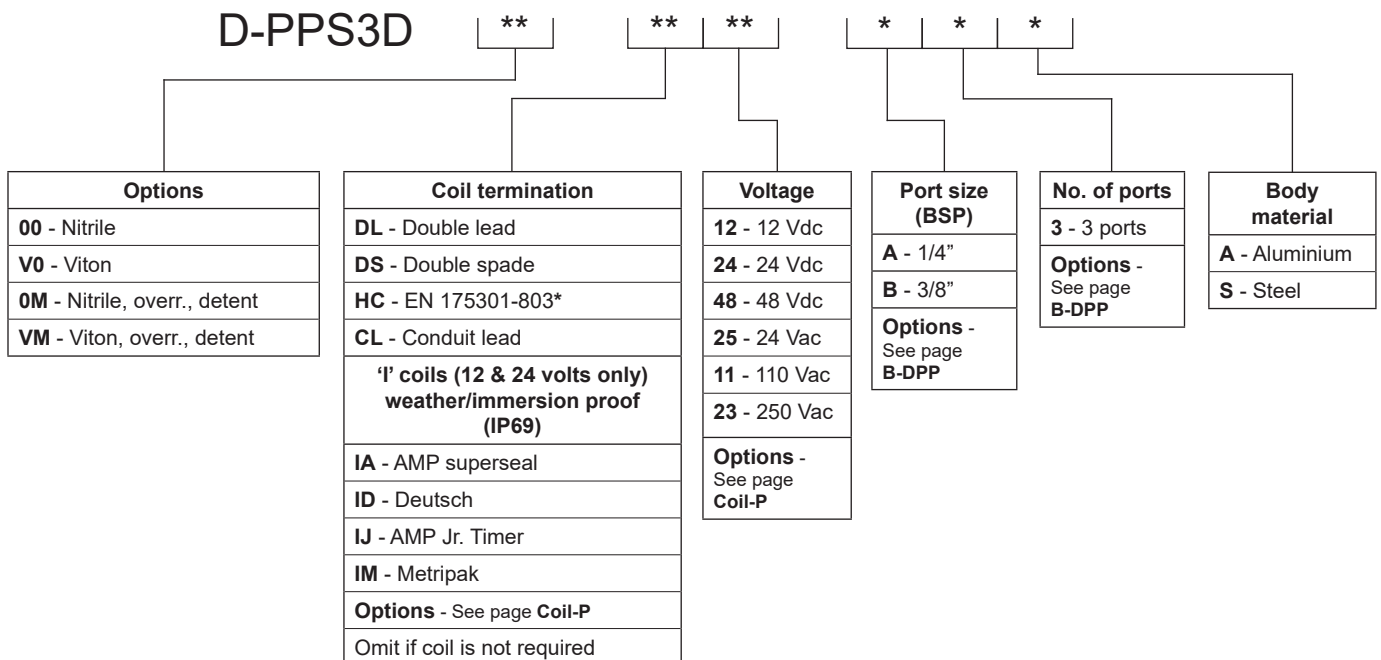 D-PPS3D ** ** ** * * *
Options
00 - Nitrile
V0 - Viton
0M - Nitrile, overr., detent
VM - Viton, overr., detent
Coil termination
DL - Double lead
DS - Double spade
HC - EN 175301-803*
CL - Conduit lead
‘I’ coils (12 & 24 volts only)
weather/immersion proof
(IP69)
IA - AMP superseal
ID - Deutsch
IJ - AMP Jr. Timer
IM - Metripak
Options - See page Coil-P
Omit if coil is not required
Voltage
12 - 12 Vdc
24 - 24 Vdc
48 - 48 Vdc
25 - 24 Vac
11 - 110 Vac
23 - 250 Vac
Options -
See page
Coil-P
Port size
(BSP)
A - 1/4”
B - 3/8”
Options -
See page
B-DPP
No. of ports
3 - 3 ports
Options -
See page
B-DPP
Body
material
A - Aluminium
S - Steel